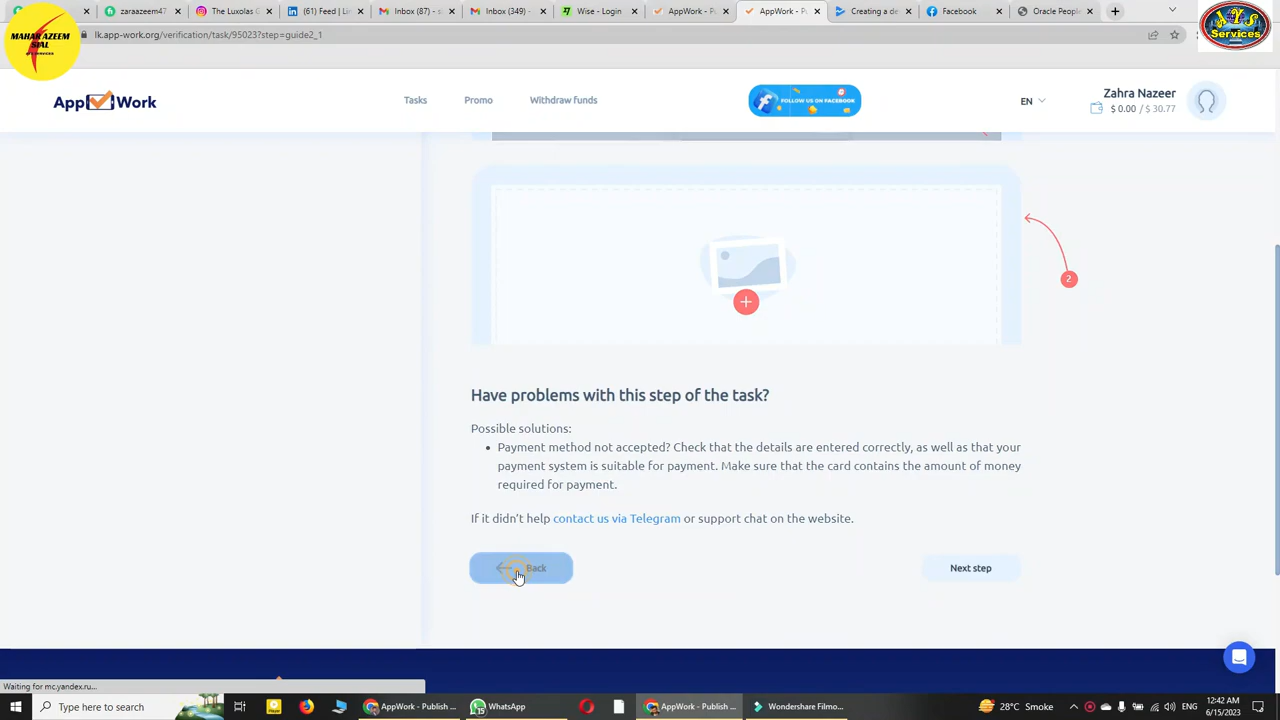 zaraazeem47@
Instagram
The Luxolas G
(61) Feed | Lin
Inbox (87) - s
Inbox (349) - m
Wise - Login
AppWork - Pu
AppWork - Pu
Creating a de
Facebook
Oracle People
lk.app-work.org/verification/task/95023?step=guide2_1
MAHAR AZEEM
SIAL
ATS
Services
App Work
Tasks
Promo
Withdraw funds
FOLLOW US ON FACEBOOK
EN
Zahra Nazeer
$ 0.00 / $ 30.77
2
Have problems with this step of the task?
Possible solutions:
• Payment method not accepted? Check that the details are entered correctly, as well as that your
payment system is suitable for payment. Make sure that the card contains the amount of money
required for payment.
If it didn't help contact us via Telegram or support chat on the website.
Back
Next step
Waiting for mc.yandex.ru...
Type here to search
AppWork - Publish ...
WhatsApp
15
AppWork - Publish ...
Wondershare Filmo...
28°C Smoke
12:42 AM
6/15/2023